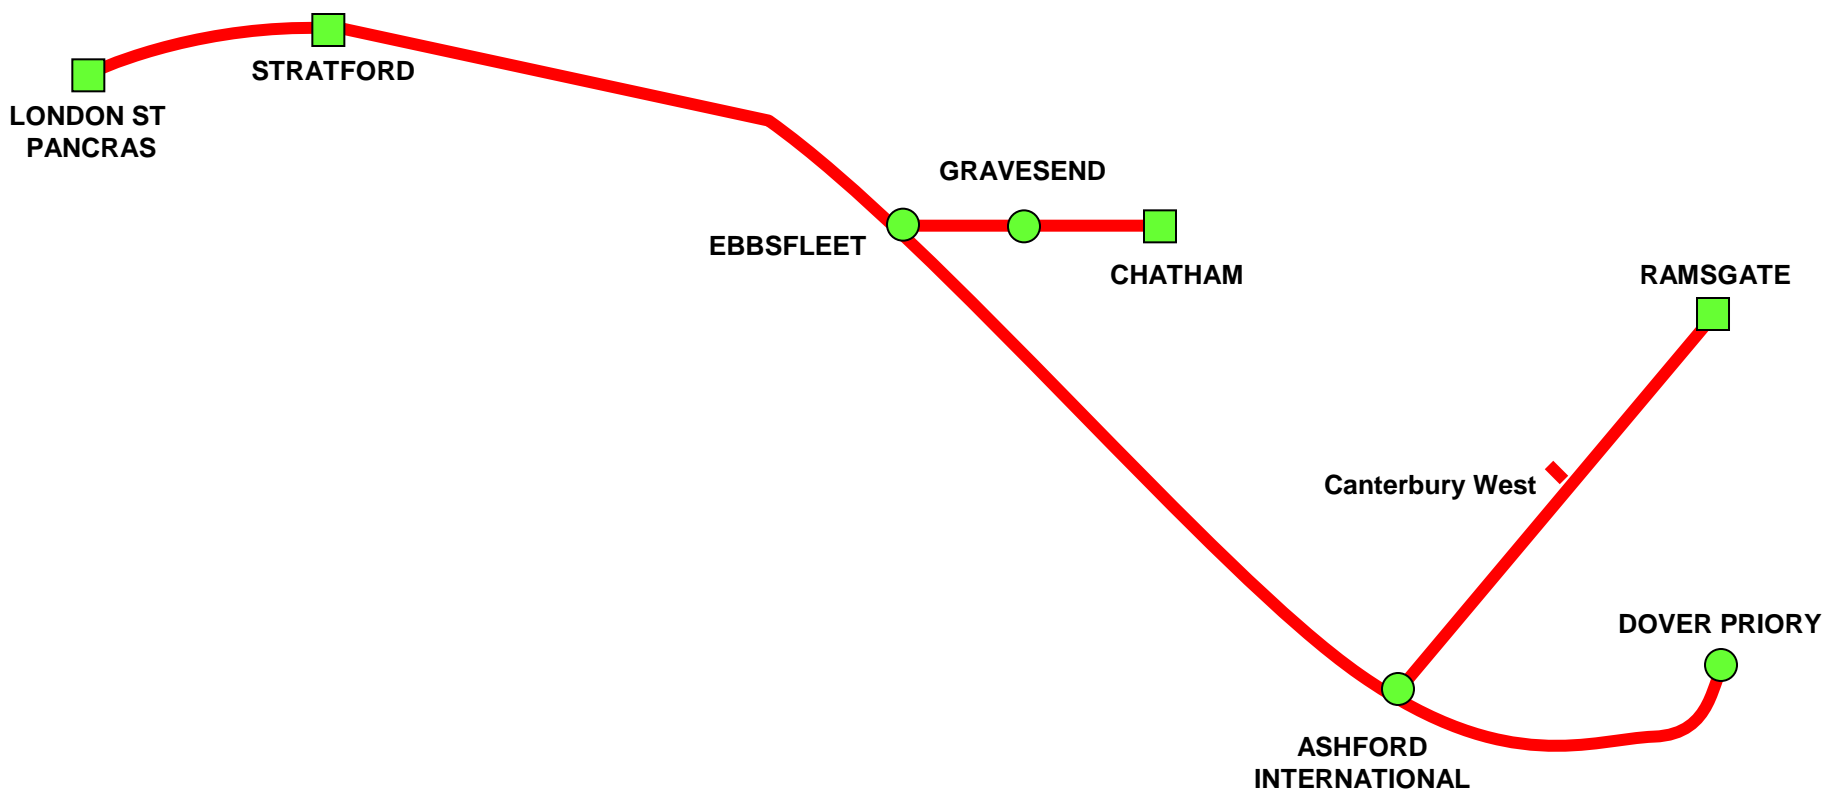 STRATFORD
LONDON ST
PANCRAS
GRAVESEND
EBBSFLEET
CHATHAM
RAMSGATE
Canterbury West
DOVER PRIORY
ASHFORD
INTERNATIONAL